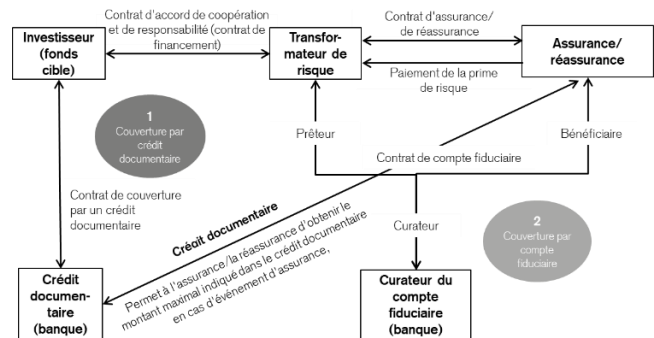 Contrat d'accord de coopération
et de responsabilité (contrat de
financement)
Contrat d'assurance/
de réassurance
Investisseur
(fonds
cible)
Transfor-
mateur de
risque
Assurance/
réassurance
Paiement de la prime
de risque
1
Couverture par
crédit
documentaire
Prêteur
Bénéficiaire
Contrat de compte fiduciaire
Contrat de couverture
par un crédit
documentaire
Crédit documentaire
Permet à l'assurance/la réassurance d'obtenir le
montant maximal indiqué dans le crédit documentaire
en cas d'événement d'assurance,
Curateur
2
Couverture par
compte
fiduciaire
Crédit
documen-
taire
(banque)
Curateur du
compte
fiduciaire
(banque)